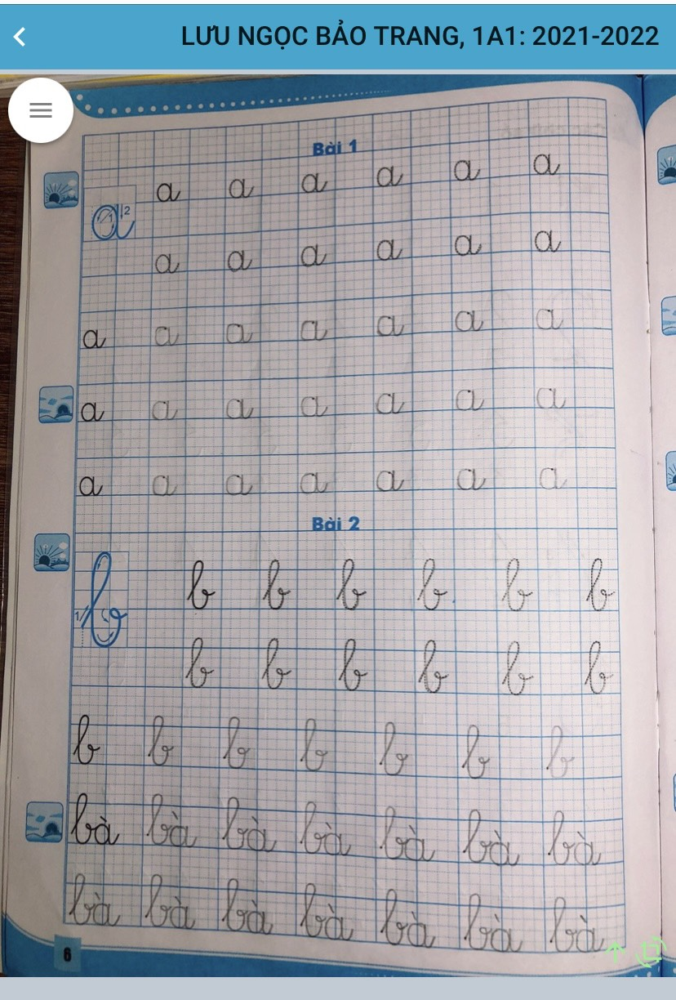 LƯU NGỌC BẢO TRANG, 1A1: 2021-2022
Bài 1
a 1 2 a a a a a a
a a a a a a
a a a a a a a
a a a a a a a
a a a a a a a
Bài 2
b 1 b b b b b b
b b b b b b
b b b b b b b
bà bà bà bà bà bà bà
bà bà bà bà bà bà bà
6